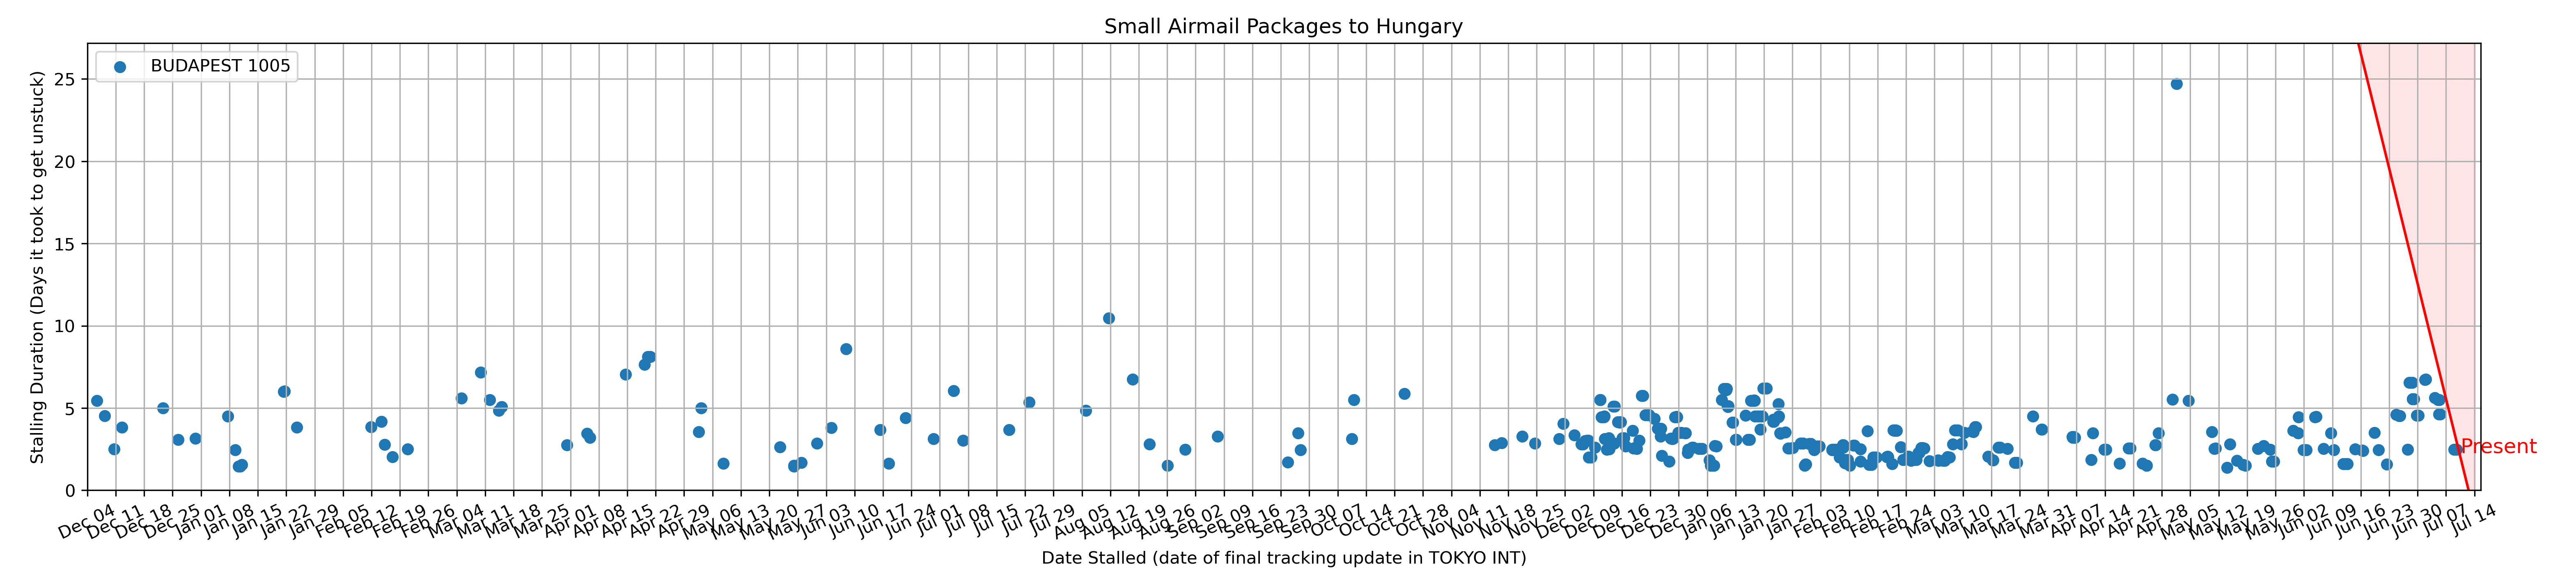 Small Airmail Packages to Hungary
BUDAPEST 1005
Stalling Duration (Days it took to get unstuck)
25
20
15
10
5
0
Present
Dec 04 Dec 11 Dec 18 Dec 25 Jan 01 Jan 08 Jan 15 Jan 22 Jan 29 Feb 05 Feb 12 Feb 19 Feb 26 Mar 04 Mar 11 Mar 18 Mar 25 Apr 01 Apr 08 Apr 15 Apr 22 Apr 29 May 06 May 13 May 20 May 27 Jun 03 Jun 10 Jun 17 Jun 24 Jul 01 Jul 08 Jul 15 Jul 22 Jul 29 Aug 05 Aug 12 Aug 19 Aug 26 Sep 02 Sep 09 Sep 16 Sep 23 Sep 30 Oct 07 Oct 14 Oct 21 Oct 28 Nov 04 Nov 11 Nov 18 Nov 25 Dec 02 Dec 09 Dec 16 Dec 23 Dec 30 Jan 06 Jan 13 Jan 20 Jan 27 Feb 03 Feb 10 Feb 17 Feb 24 Mar 03 Mar 10 Mar 17 Mar 24 Mar 31 Apr 07 Apr 14 Apr 21 Apr 28 May 05 May 12 May 19 May 26 Jun 02 Jun 09 Jun 16 Jun 23 Jun 30 Jul 07 Jul 14
Date Stalled (date of final tracking update in TOKYO INT)